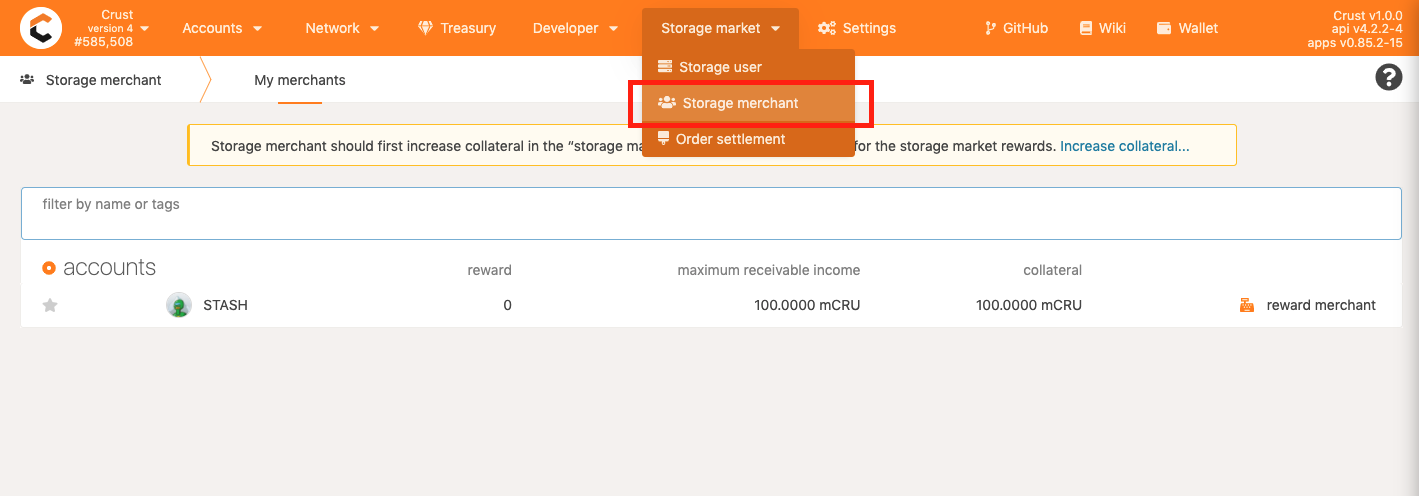 Crust
version 4
#585,508
Accounts
Network
Treasury
Developer
Storage market
Settings
GitHub
Wiki
Wallet
Crust v1.0.0
api v4.2.2-4
apps v0.85.2-15
Storage user
Storage merchant
Order settlement
Storage merchant
My merchants
?
Storage merchant should first increase collateral in the “storage ma for the storage market rewards. Increase collateral...
filter by name or tags
accounts reward maximum receivable income collateral
STASH 0 100.0000 mCRU 100.0000 mCRU reward merchant